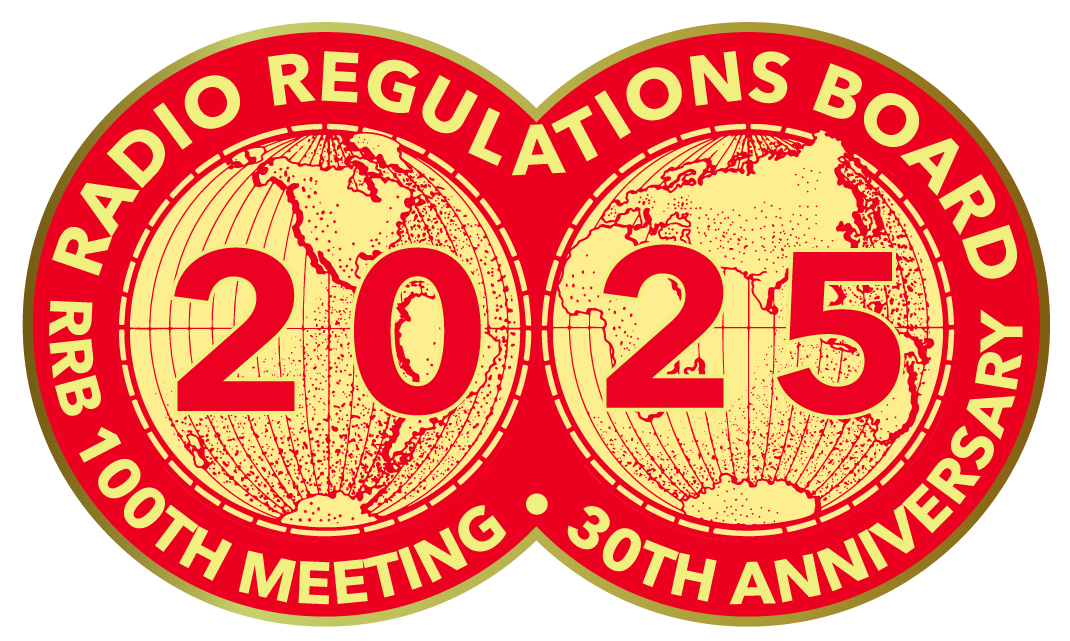 RADIO REGULATIONS BOARD
2025
RRB 100TH MEETING • 30TH ANNIVERSARY